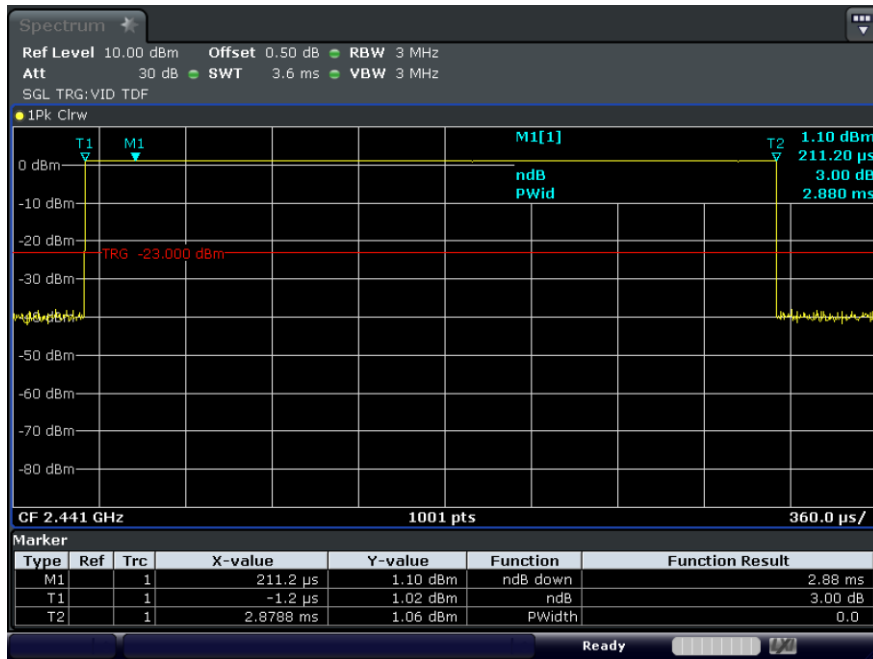 Spectrum
Ref Level 10.00 dBm Offset 0.50 dB RBW 3 MHz
Att 30 dB SWT 3.6 ms VBW 3 MHz
SGL TRG:VID TDF
1Pk Clrw
T1 M1 M1[1] T2 1.10 dBm
211.20 µs
0 dBm
ndB 3.00 dB
-10 dBm PWid 2.880 ms
-20 dBm
TRG -23.000 dBm
-30 dBm
-40 dBm
-50 dBm
-60 dBm
-70 dBm
-80 dBm
CF 2.441 GHz 1001 pts 360.0 µs/
Marker
Type Ref Trc X-value Y-value Function Function Result
M1 1 211.2 µs 1.10 dBm ndB down 2.88 ms
T1 1 -1.2 µs 1.02 dBm ndB 3.00 dB
T2 1 2.8788 ms 1.06 dBm PWidth 0.0
Ready